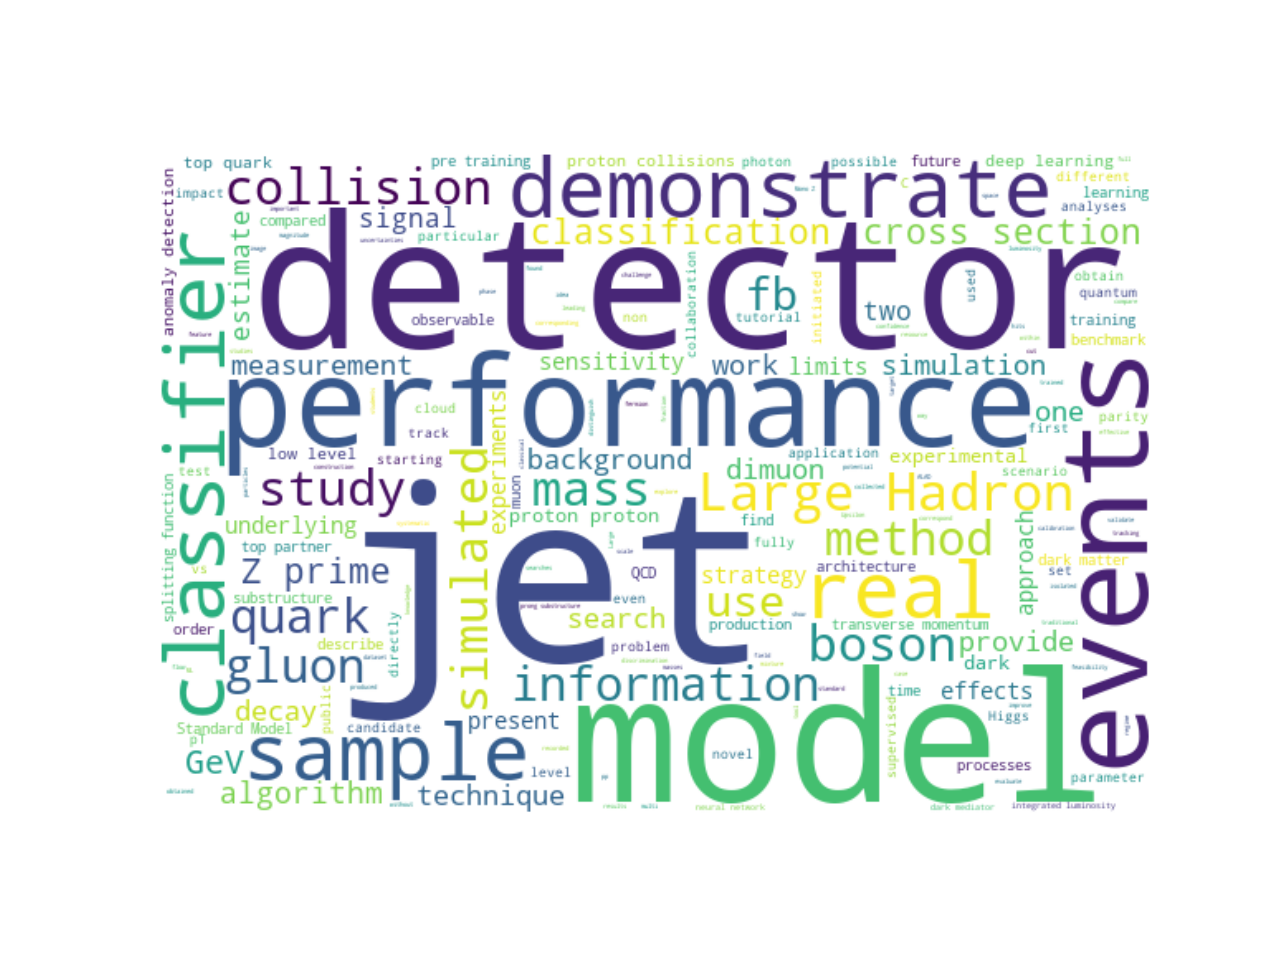 top quark
pre training
proton collisions
photon
possible
future
deep learning
different
learning
analyses
impact
collision
demonstrate
anomaly detection
compared
signal
particular
classification
cross section
estimate
detector
classifier
observable
fb
tutorial
collaboration
non
initiated
two
used
obtain
quantum
training
benchmark
measurement
sensitivity
work
limits
simulation
performance
events
one
first
parity
cloud
track
experiments
low level
starting
background
dimuon
application
experimental
scenario
test
study
simulated
muon
mass
Large Hadron
proton proton
find
fully
method
approach
splitting function
underlying
top partner
vs
Z prime
substructure
jet
QCD
even
strategy
architecture
real
dark matter
set
order
quark
describe
directly
search
use
problem
production
transverse momentum
boson
provide
dark
gluon
information
time
effects
Higgs
decay
public
candidate
present
model
supervised
Standard Model
pT
GeV
sample
level
novel
processes
parameter
algorithm
technique
neural network
dark mediator
integrated luminosity